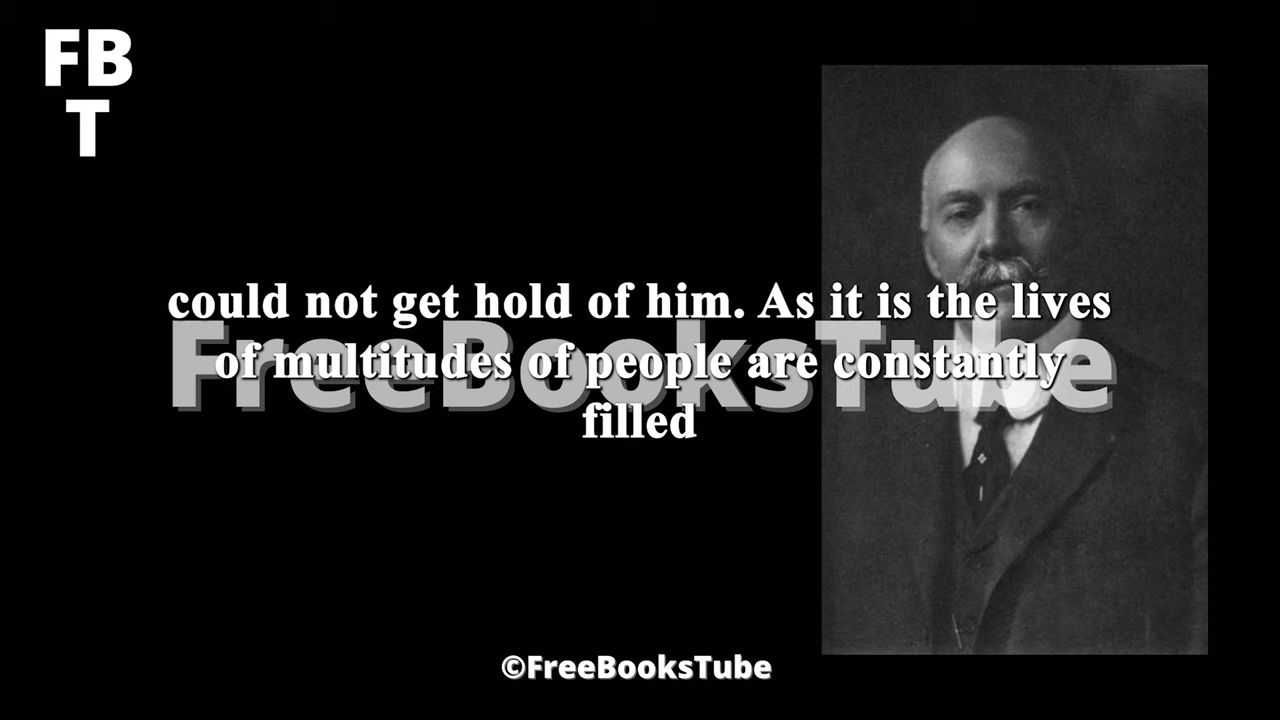 FB
T
could not get hold of him. As it is the lives
of multitudes of people are constantly
filled
FreeBooksTube
©FreeBooksTube